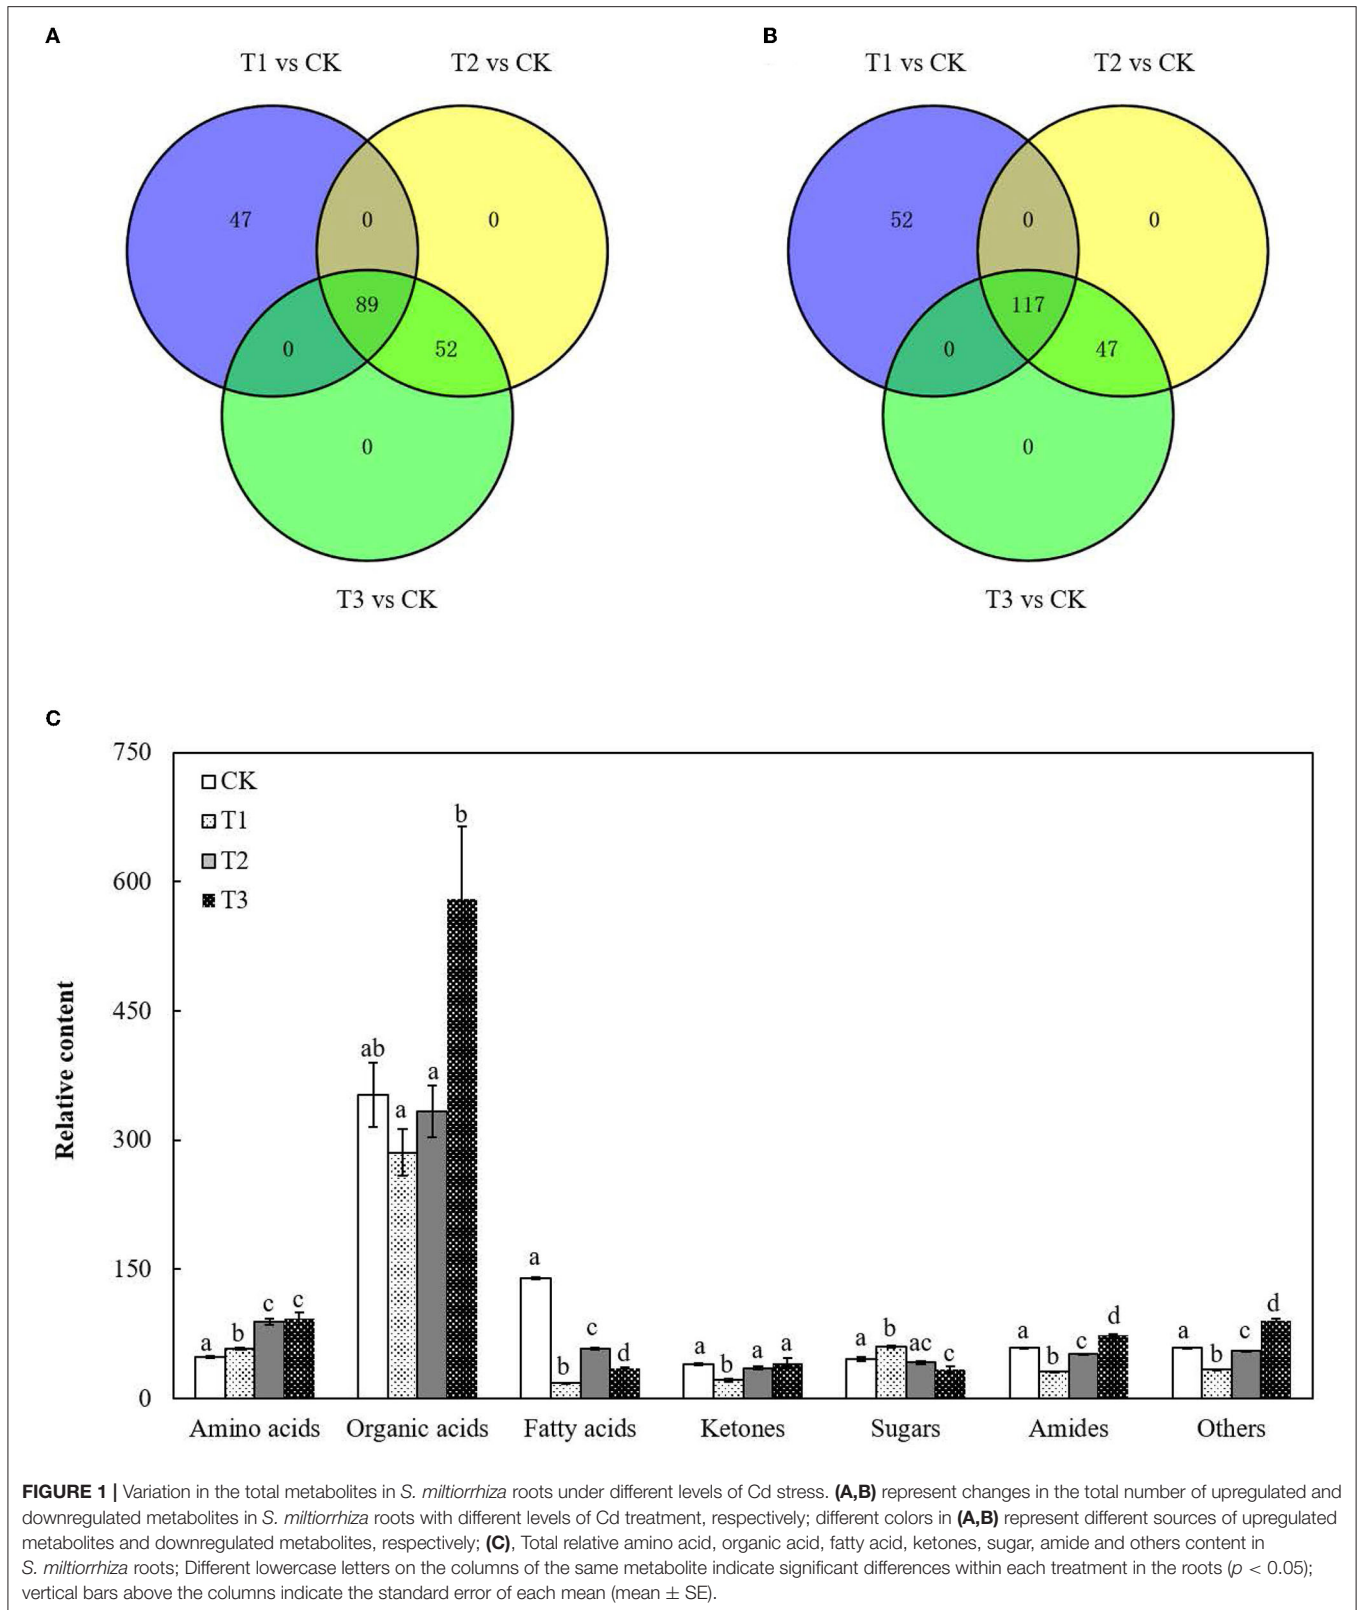 A
B
T1 vs CK
T2 vs CK
T1 vs CK
T2 vs CK
47
0
0
52
0
0
89
117
0
52
0
47
0
0
T3 vs CK
T3 vs CK
C
750
600
450
300
150
0
Relative content
CK
T1
T2
T3
a
b
c
c
ab
a
a
b
a
b
c
d
a
b
a
a
a
b
ac
c
a
b
c
d
a
b
c
d
Amino acids
Organic acids
Fatty acids
Ketones
Sugars
Amides
Others
FIGURE 1 | Variation in the total metabolites in S. miltiorrhiza roots under different levels of Cd stress. (A,B) represent changes in the total number of upregulated and
downregulated metabolites in S. miltiorrhiza roots with different levels of Cd treatment, respectively; different colors in (A,B) represent different sources of upregulated
metabolites and downregulated metabolites, respectively; (C), Total relative amino acid, organic acid, fatty acid, ketones, sugar, amide and others content in
S. miltiorrhiza roots; Different lowercase letters on the columns of the same metabolite indicate significant differences within each treatment in the roots (p < 0.05);
vertical bars above the columns indicate the standard error of each mean (mean ± SE).